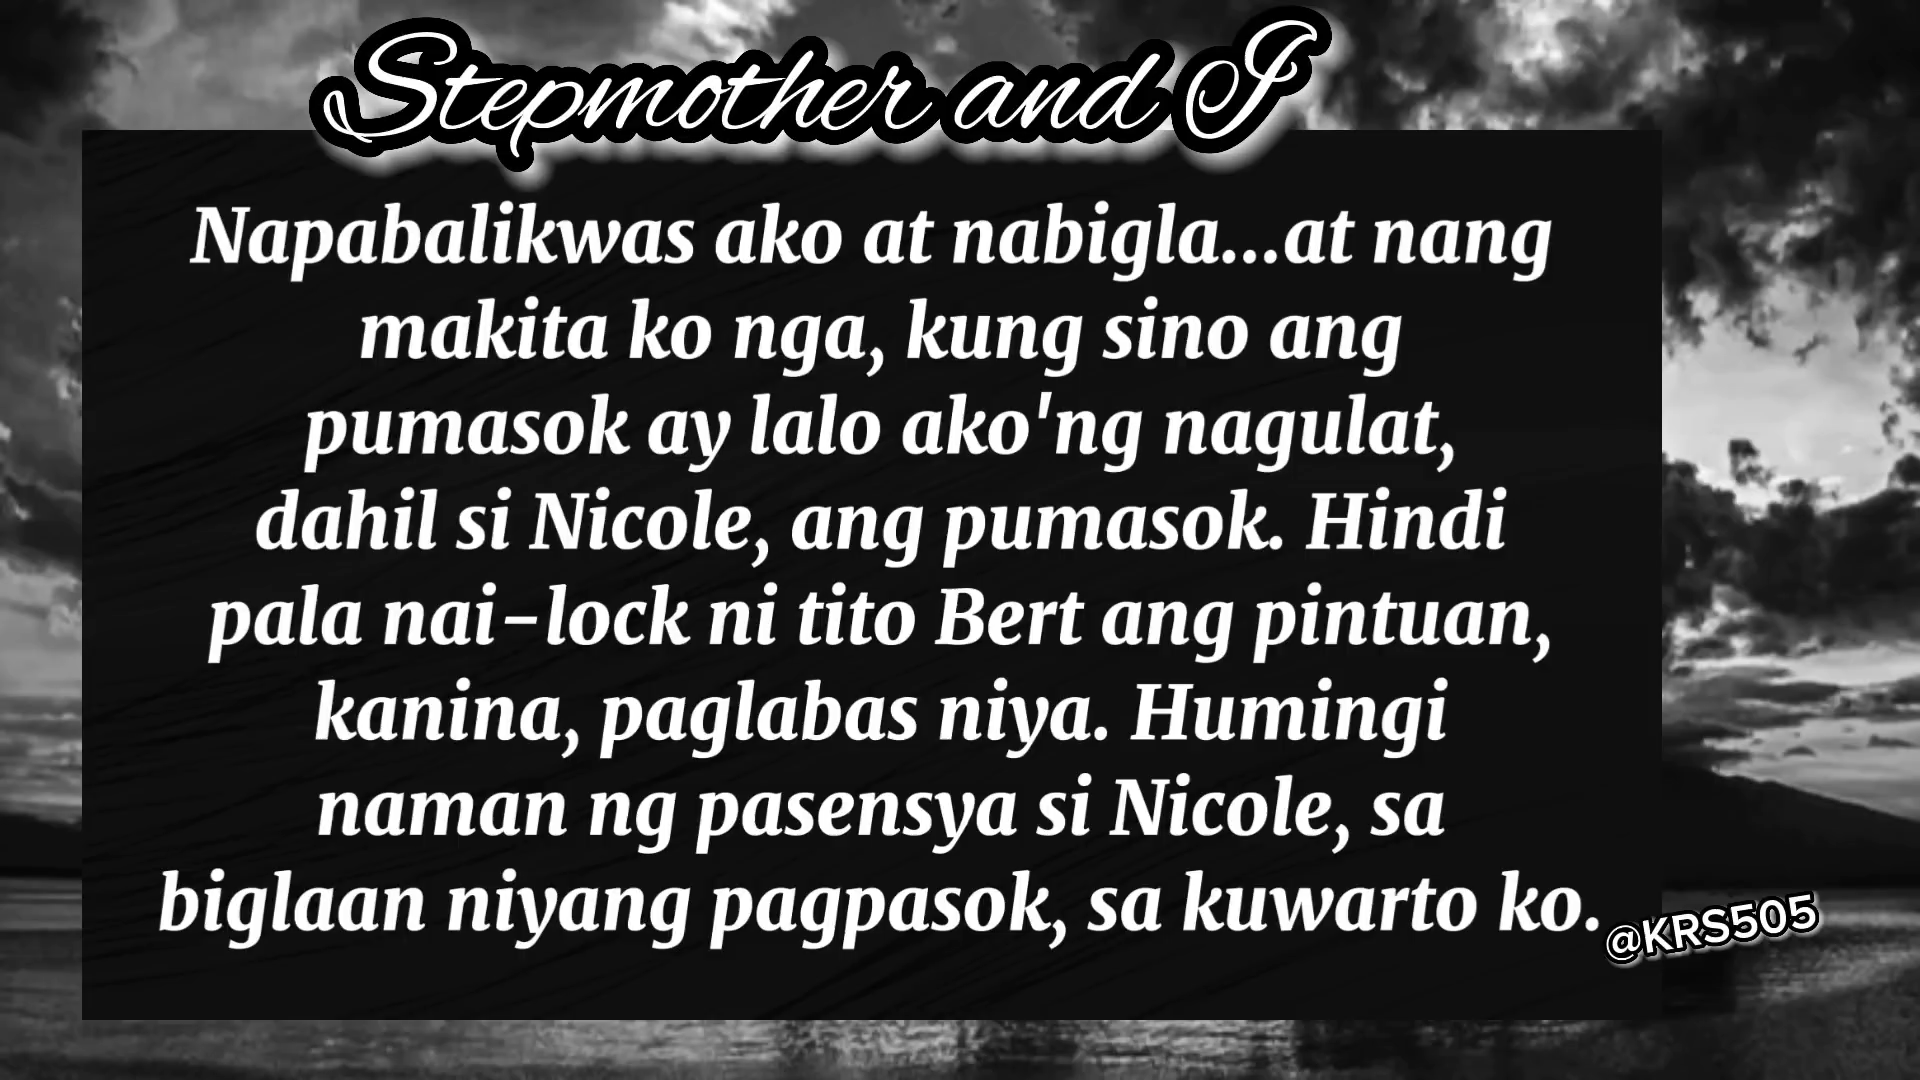 Stepmother and I
Napabalikwas ako at nabigla...at nang
makita ko nga, kung sino ang
pumasok ay lalo ako'ng nagulat,
dahil si Nicole, ang pumasok. Hindi
pala nai-lock ni tito Bert ang pintuan,
kanina, paglabas niya. Humingi
naman ng pasensya si Nicole, sa
biglaan niyang pagpasok, sa kuwarto ko.
@KRS505